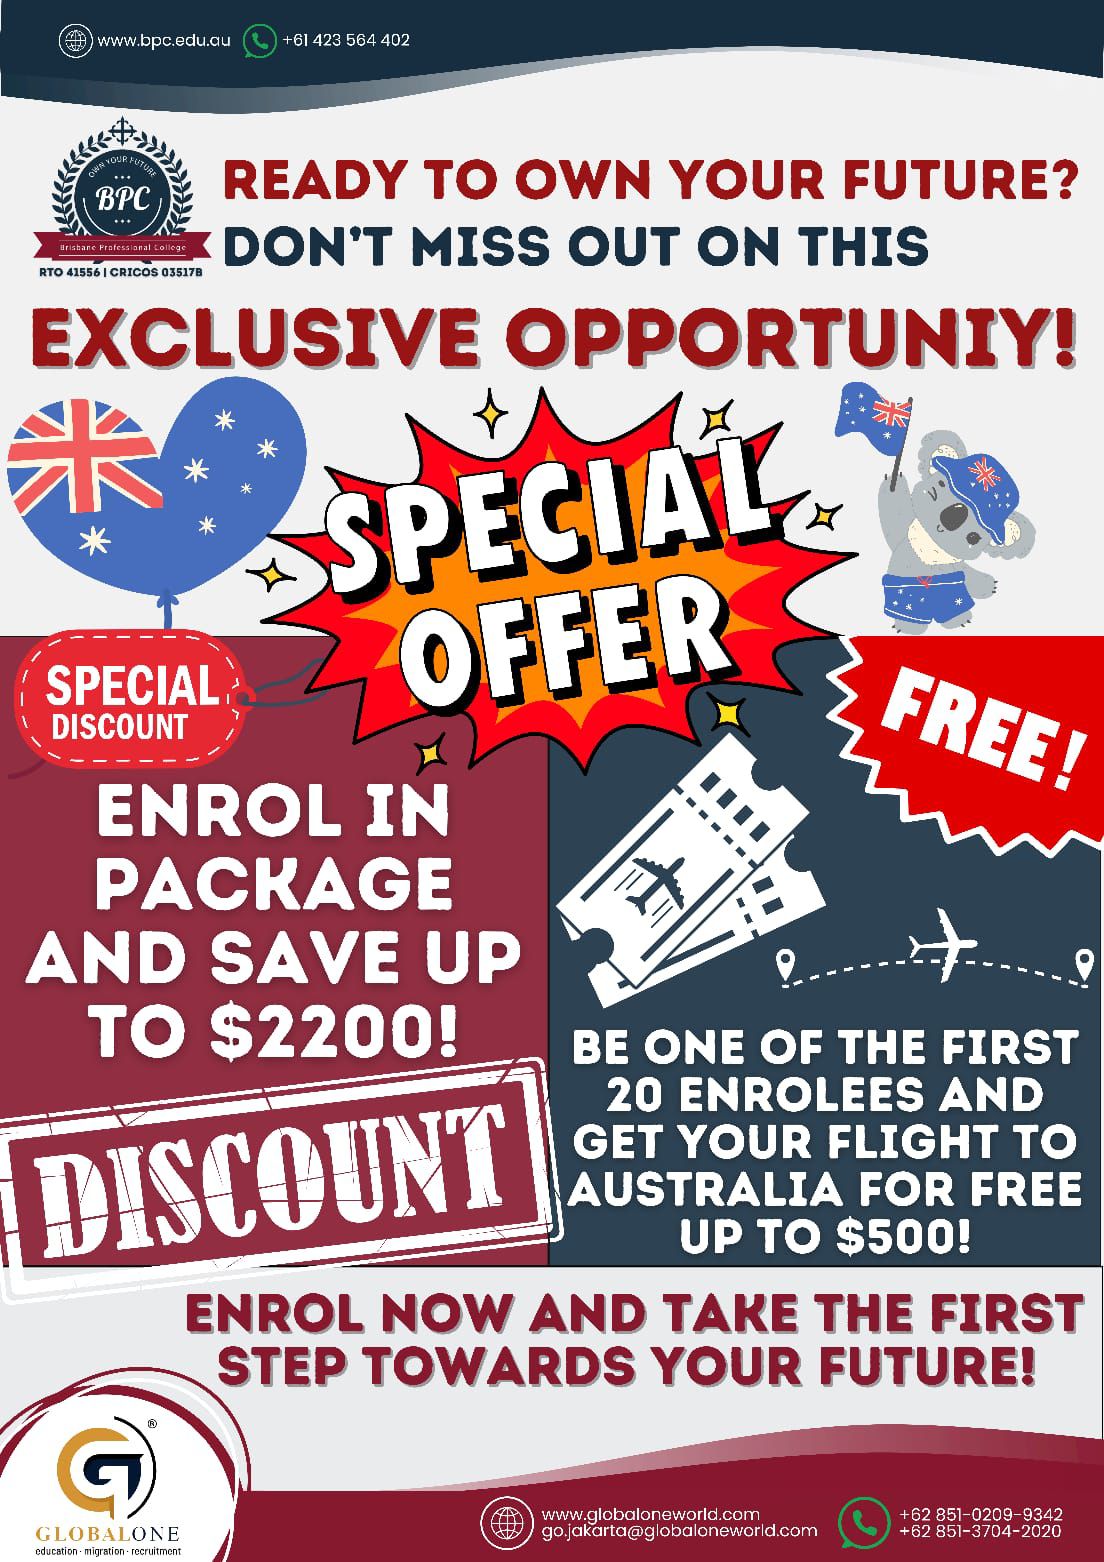 www.bpc.edu.au +61 423 564 402
OWN YOUR FUTURE
BPC
Brisbane Professional College
RTO 41556 | CRICOS 03517B
READY TO OWN YOUR FUTURE?
DON'T MISS OUT ON THIS
EXCLUSIVE OPPORTUNIY!
SPECIAL
OFFER
SPECIAL
DISCOUNT
FREE!
ENROL IN
PACKAGE
AND SAVE UP
TO $2200!
DISCOUNT
BE ONE OF THE FIRST
20 ENROLEES AND
GET YOUR FLIGHT TO
AUSTRALIA FOR FREE
UP TO $500!
ENROL NOW AND TAKE THE FIRST
STEP TOWARDS YOUR FUTURE!
®
GLOBALONE
education · migration · recruitment
www.globaloneworld.com
go.jakarta@globaloneworld.com
+62 851-0209-9342
+62 851-3704-2020